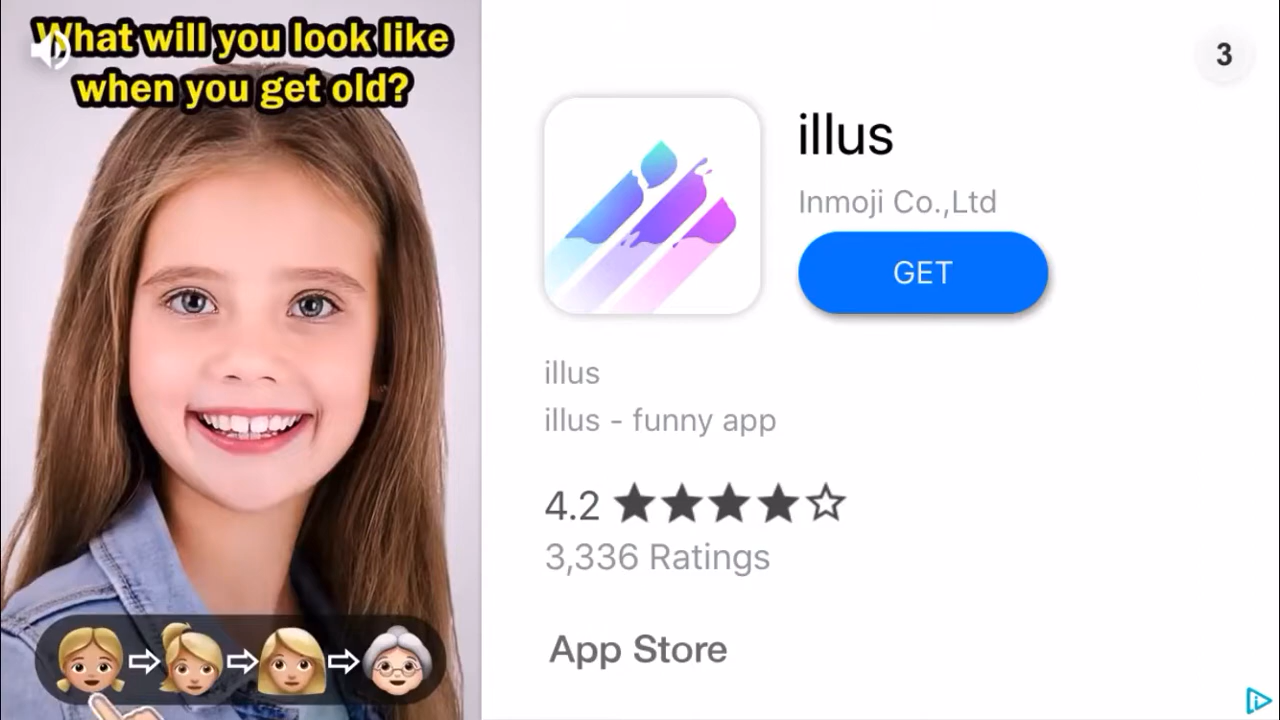 What will you look like
when you get old?
3
illus
Inmoji Co.,Ltd
GET
illus
illus - funny app
4.2
3,336 Ratings
App Store